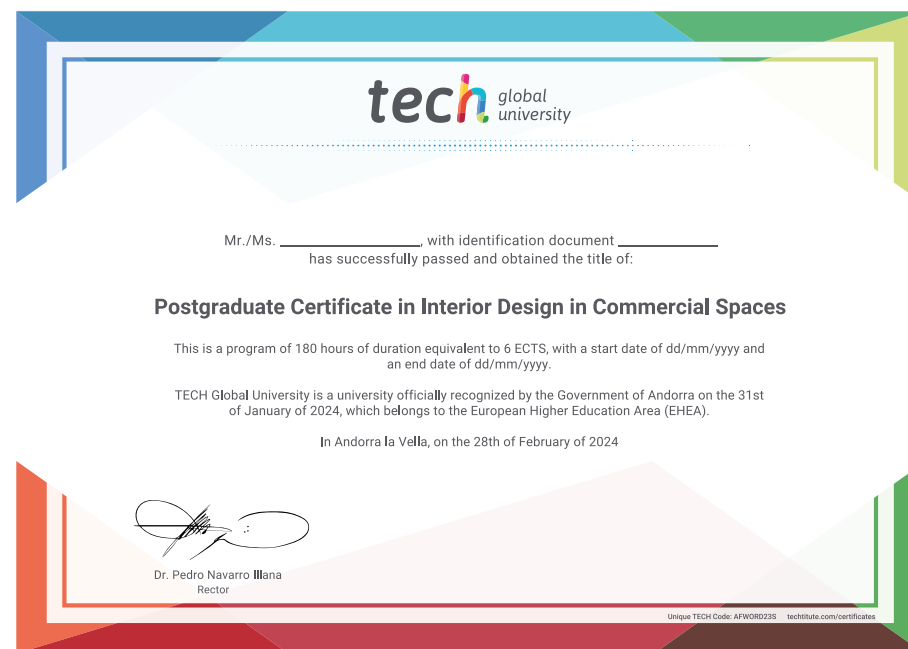 tech global university
Mr./Ms. ____________________, with identification document ______________
has successfully passed and obtained the title of:
Postgraduate Certificate in Interior Design in Commercial Spaces
This is a program of 180 hours of duration equivalent to 6 ECTS, with a start date of dd/mm/yyyy and
an end date of dd/mm/yyyy.
TECH Global University is a university officially recognized by the Government of Andorra on the 31st
of January of 2024, which belongs to the European Higher Education Area (EHEA).
In Andorra la Vella, on the 28th of February of 2024
Dr. Pedro Navarro Illana
Rector
Unique TECH Code: AFWORD23S techtitute.com/certificates